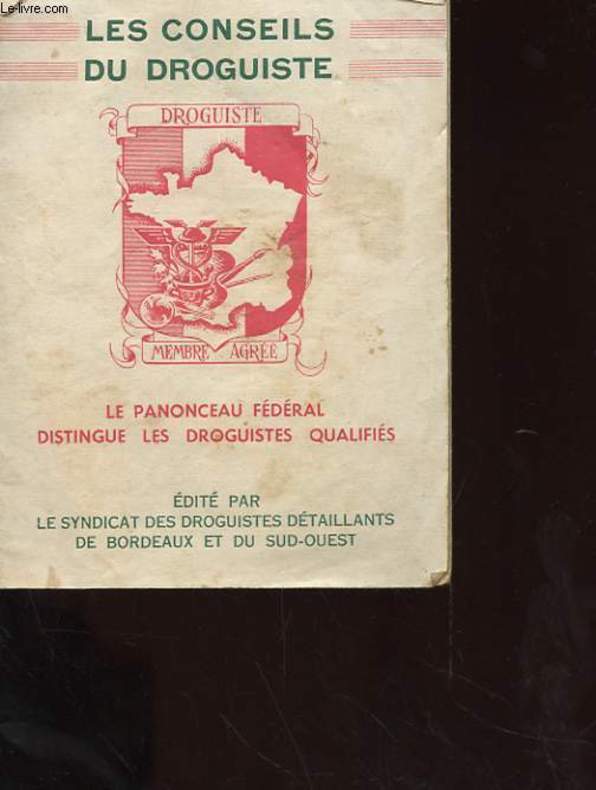 Le-livre.com
LES CONSEILS
DU DROGUISTE
DROGUISTE
MEMBRE AGRÉÉ
LE PANONCEAU FÉDÉRAL
DISTINGUE LES DROGUISTES QUALIFIÉS
ÉDITÉ PAR
LE SYNDICAT DES DROGUISTES DÉTAILLANTS
DE BORDEAUX ET DU SUD-OUEST